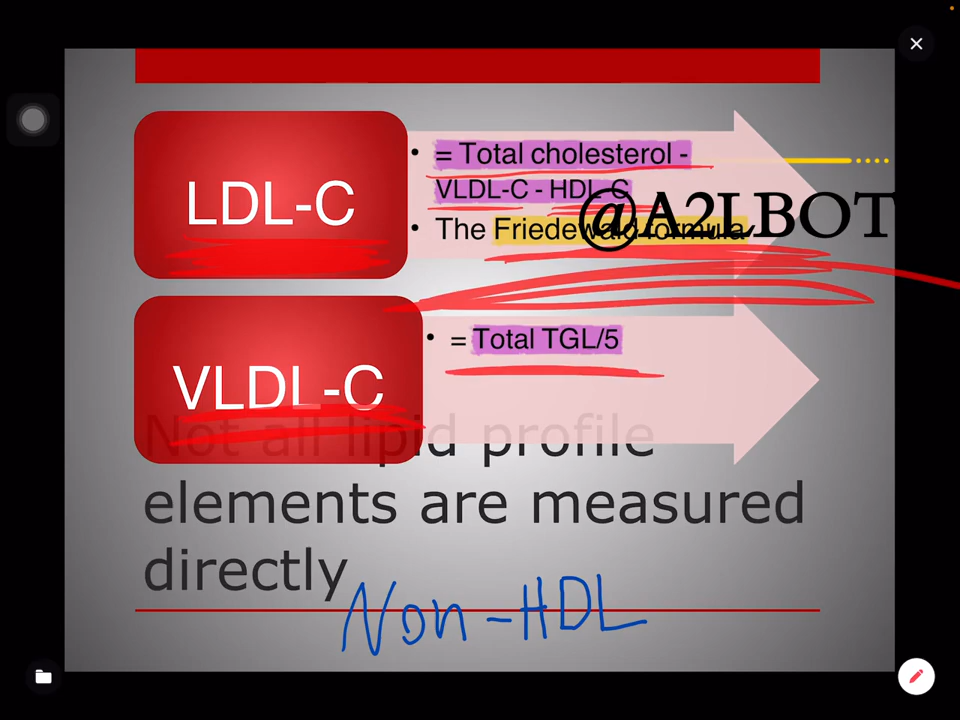 LDL-C
• = Total cholesterol -
VLDL-C - HDL-C
• The Friedewald formula
@A2LBOT
VLDL-C
• = Total TGL/5
Not all lipid profile
elements are measured
directly
Non-HDL